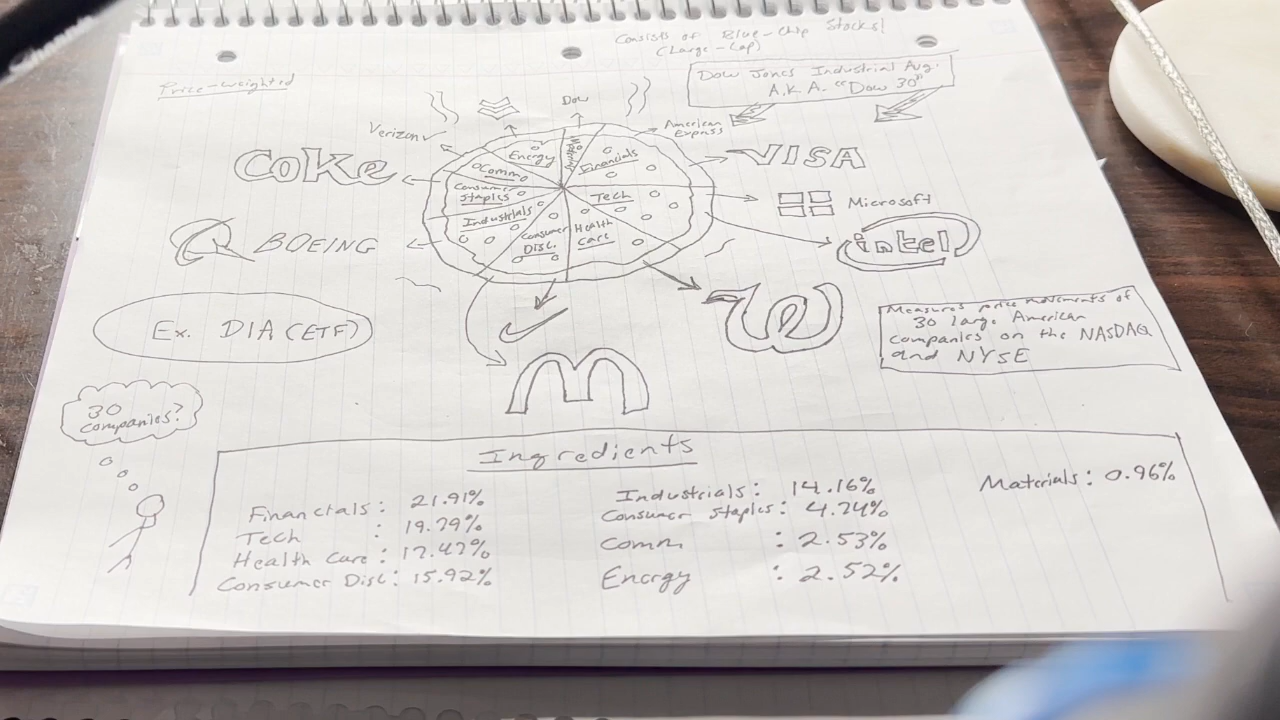 Consists of Blue-Chip Stocks!
(Large-Cap)
Price-weighted
Dow Jones Industrial Avg.
A.K.A. "Dow 30"
Dow
Verizon
American
Express
Coke
VISA
Energy
Financials
Comm
Consumer
Staples
Tech
Industrials
Consumer
Disc.
Health
Care
Microsoft
BOEING
intel
Ex. DIA (ETF)
Measures price movements of
30 large American
companies on the NASDAQ
and NYSE
30
companies?
Ingredients
Financials: 21.91%
Tech : 19.79%
Health Care: 17.47%
Consumer Disc: 15.92%
Industrials: 14.16%
Consumer Staples: 4.74%
Comm : 2.53%
Energy : 2.52%
Materials: 0.96%